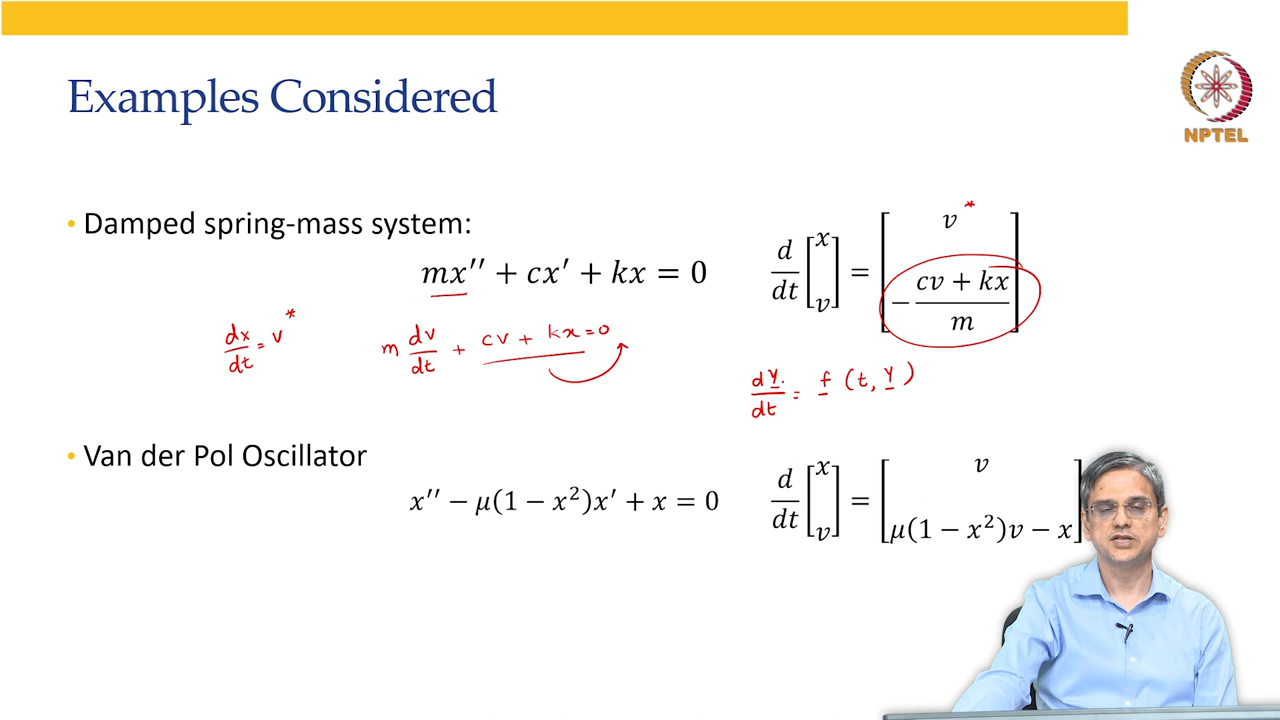 Examples Considered
NPTEL
• Damped spring-mass system:
mx′′ + cx′ + kx = 0
d/dt [x v] = [v * −(cv + kx)/m]
dx/dt = v *
m dv/dt + cv + kx = 0
dy/dt = f (t, y)
• Van der Pol Oscillator
x′′ − μ(1 − x²)x′ + x = 0
d/dt [x v] = [v μ(1 − x²)v − x]